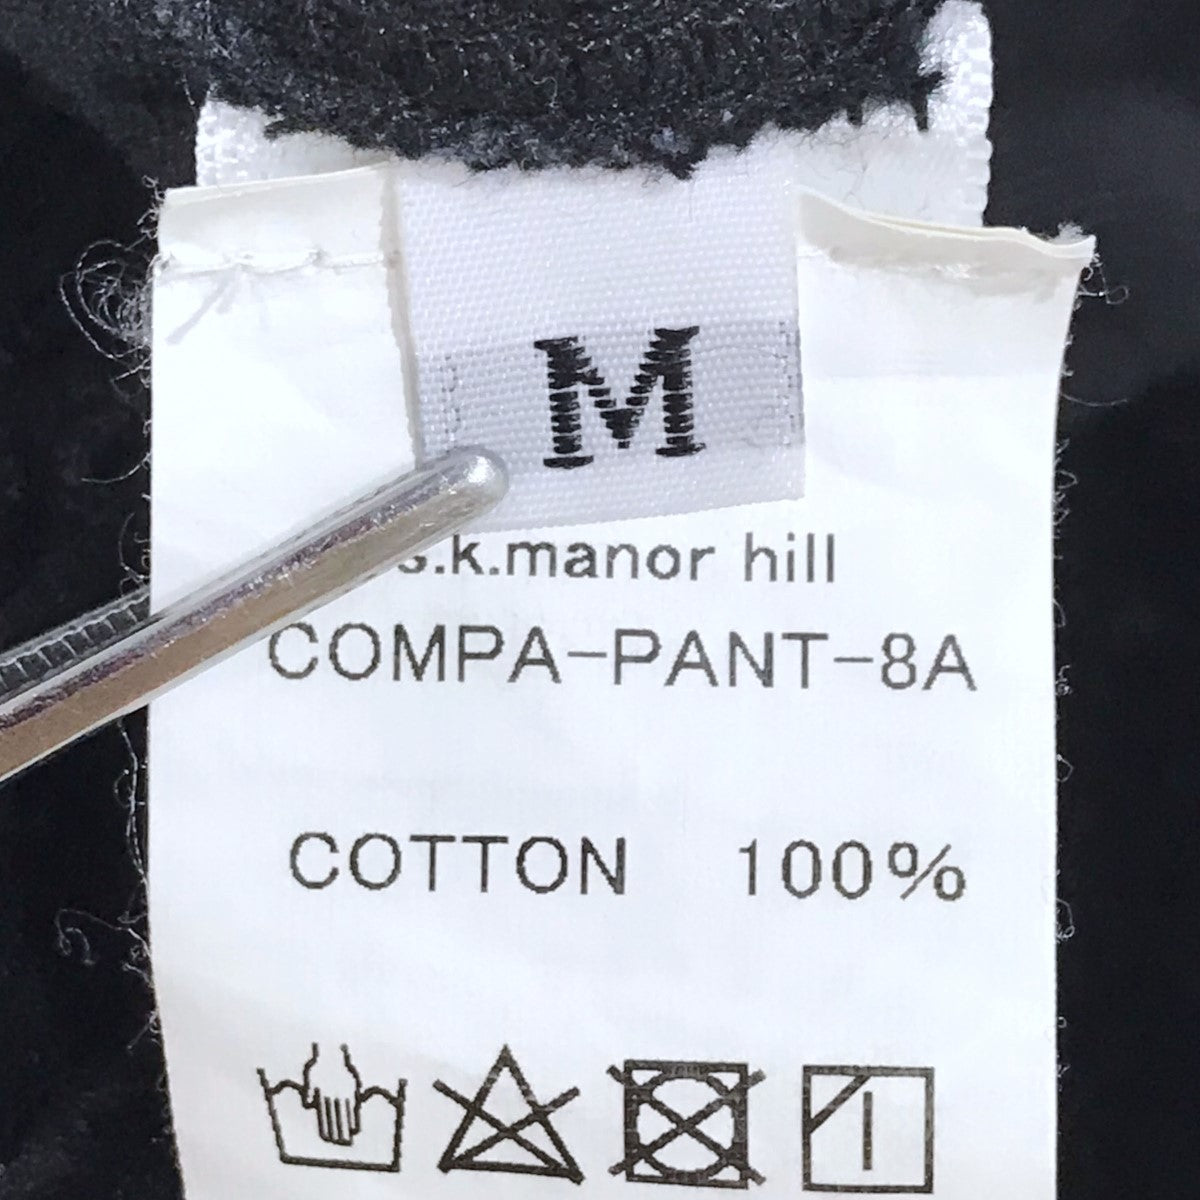 M
s.k.manor hill
COMPA-PANT-8A
COTTON 100%